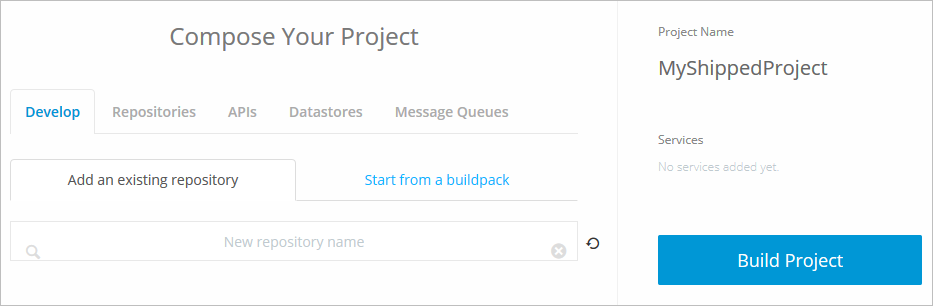 Compose Your Project
Develop Repositories APIs Datastores Message Queues
Add an existing repository Start from a buildpack
New repository name
Project Name
MyShippedProject
Services
No services added yet.
Build Project